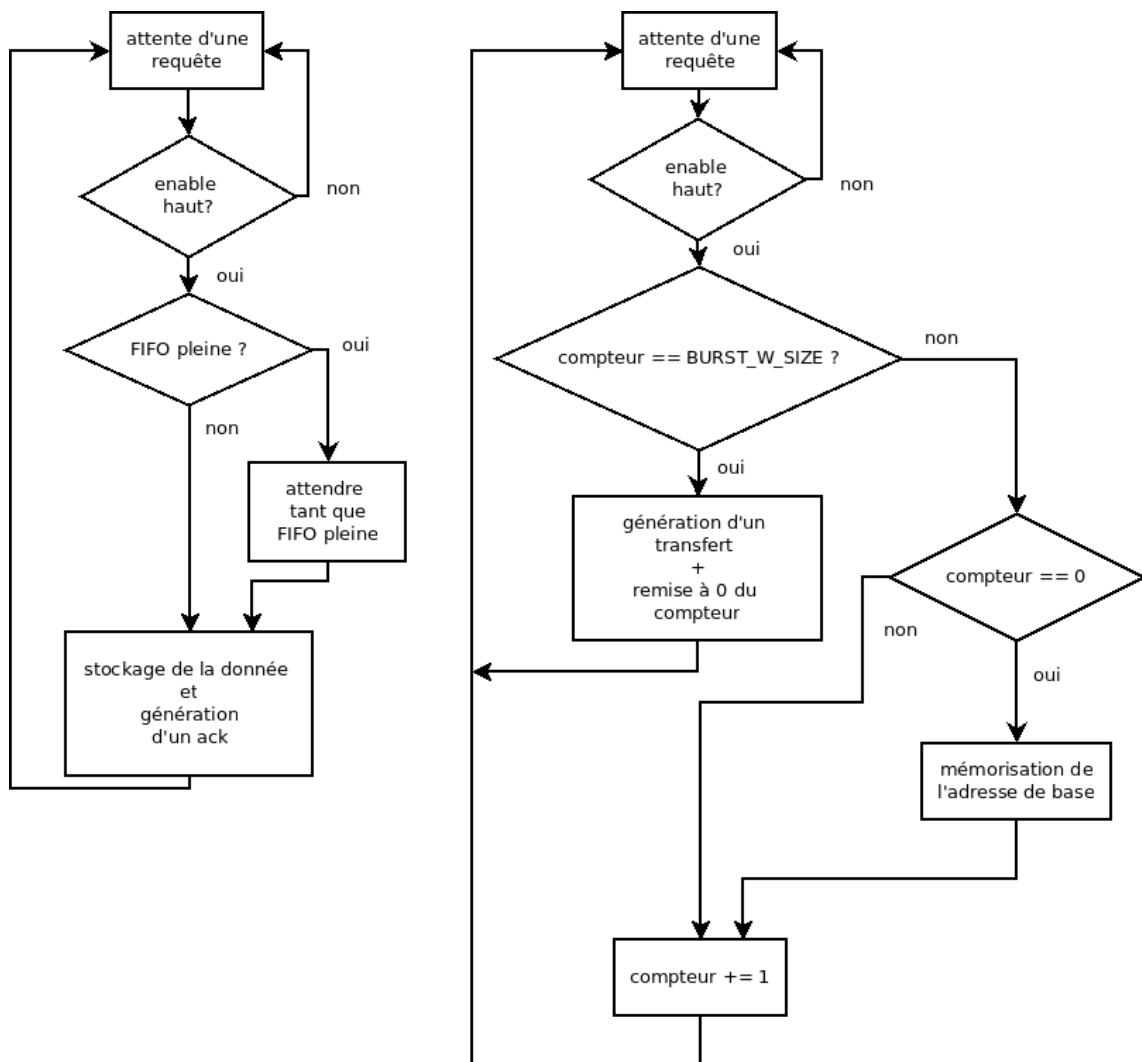 attente d'une
requête
enable
haut?
non
oui
FIFO pleine ?
oui
non
attendre
tant que
FIFO pleine
stockage de la donnée
et
génération
d'un ack
attente d'une
requête
enable
haut?
non
oui
compteur == BURST_W_SIZE ?
non
oui
génération d'un
transfert
+
remise à 0 du
compteur
compteur == 0
non
oui
mémorisation de
l'adresse de base
compteur += 1